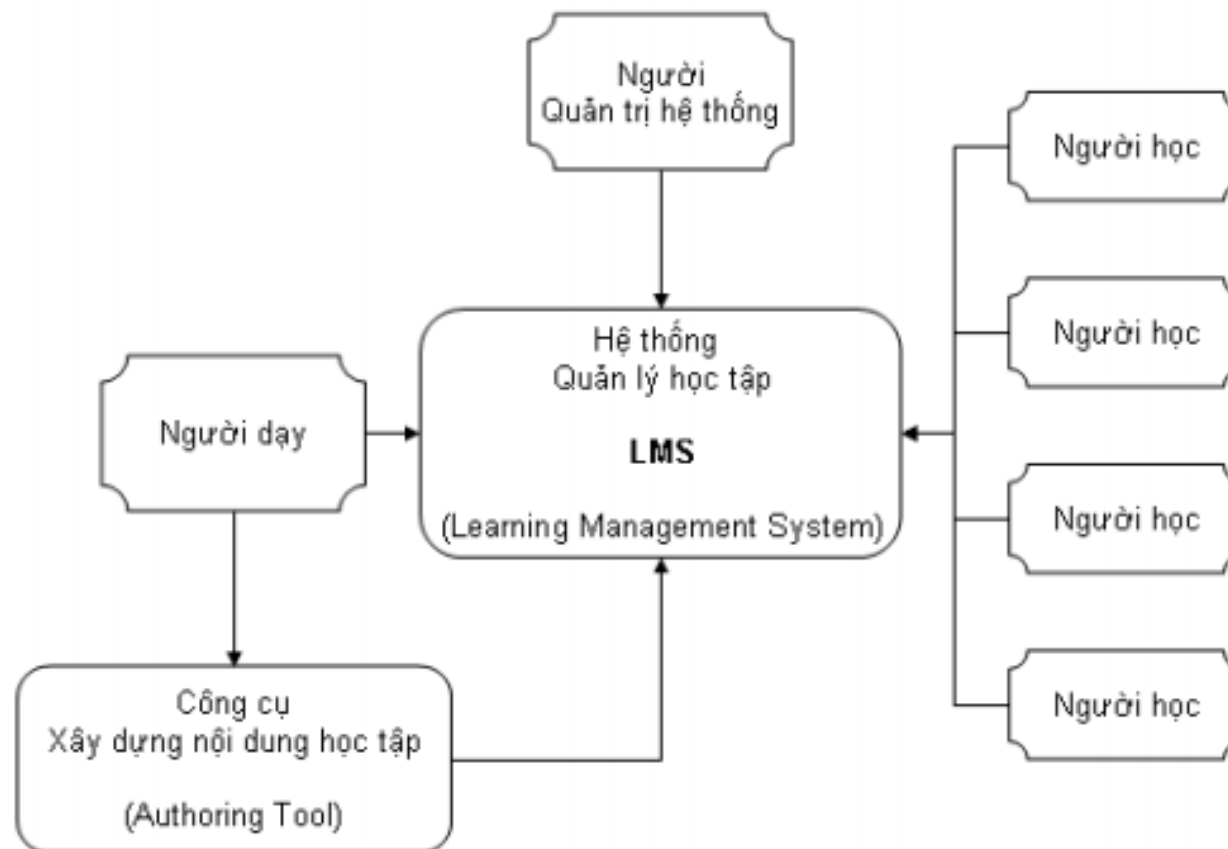 Người
Quản trị hệ thống
Người học
Người học
Hệ thống
Quản lý học tập
LMS
(Learning Management System)
Người dạy
Người học
Người học
Công cụ
Xây dựng nội dung học tập
(Authoring Tool)